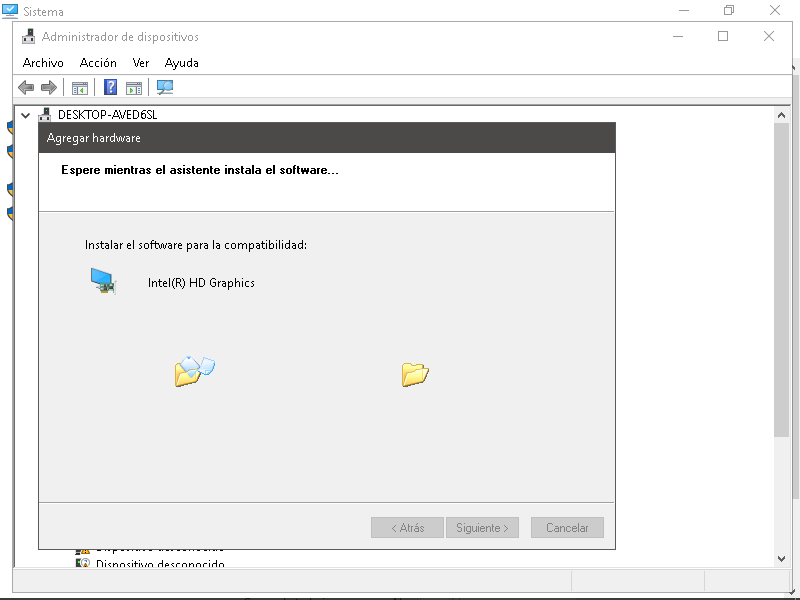 Sistema
Administrador de dispositivos
Archivo Acción Ver Ayuda
DESKTOP-AVED6SL
Agregar hardware
Espere mientras el asistente instala el software...
Instalar el software para la compatibilidad:
Intel(R) HD Graphics
< Atrás Siguiente > Cancelar
Dispositivo desconocido
Dispositivo desconocido